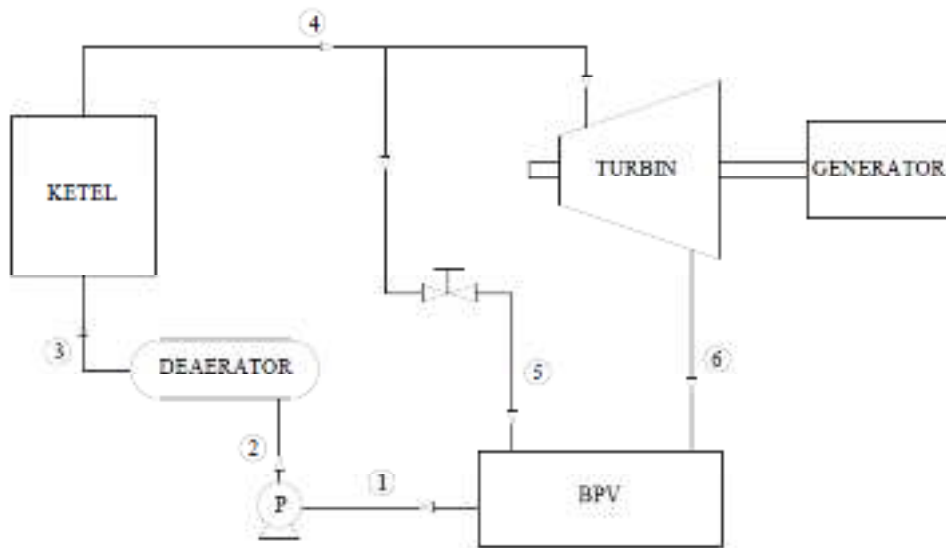 4
TURBIN
GENERATOR
KETEL
3
DEAERATOR
5
6
2
1
P
BPV